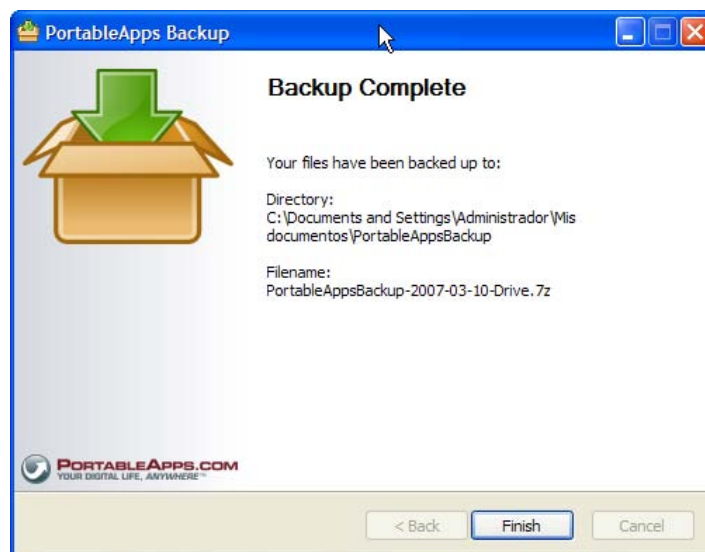 PortableApps Backup
Backup Complete
Your files have been backed up to:
Directory:
C:\Documents and Settings\Administrador\Mis
documentos\PortableAppsBackup
Filename:
PortableAppsBackup-2007-03-10-Drive.7z
PORTABLEAPPS.COM
YOUR DIGITAL LIFE, ANYWHERE™
< Back
Finish
Cancel